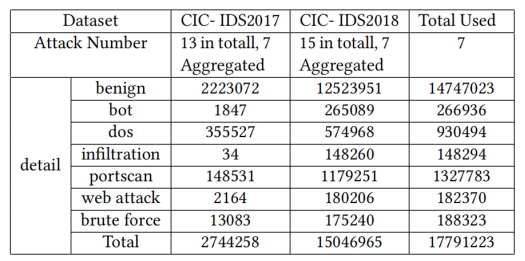 Dataset CIC- IDS2017 CIC- IDS2018 Total Used
Attack Number 13 in totall, 7 Aggregated 15 in totall, 7 Aggregated 7
detail
benign 2223072 12523951 14747023
bot 1847 265089 266936
dos 355527 574968 930494
infiltration 34 148260 148294
portscan 148531 1179251 1327783
web attack 2164 180206 182370
brute force 13083 175240 188323
Total 2744258 15046965 17791223